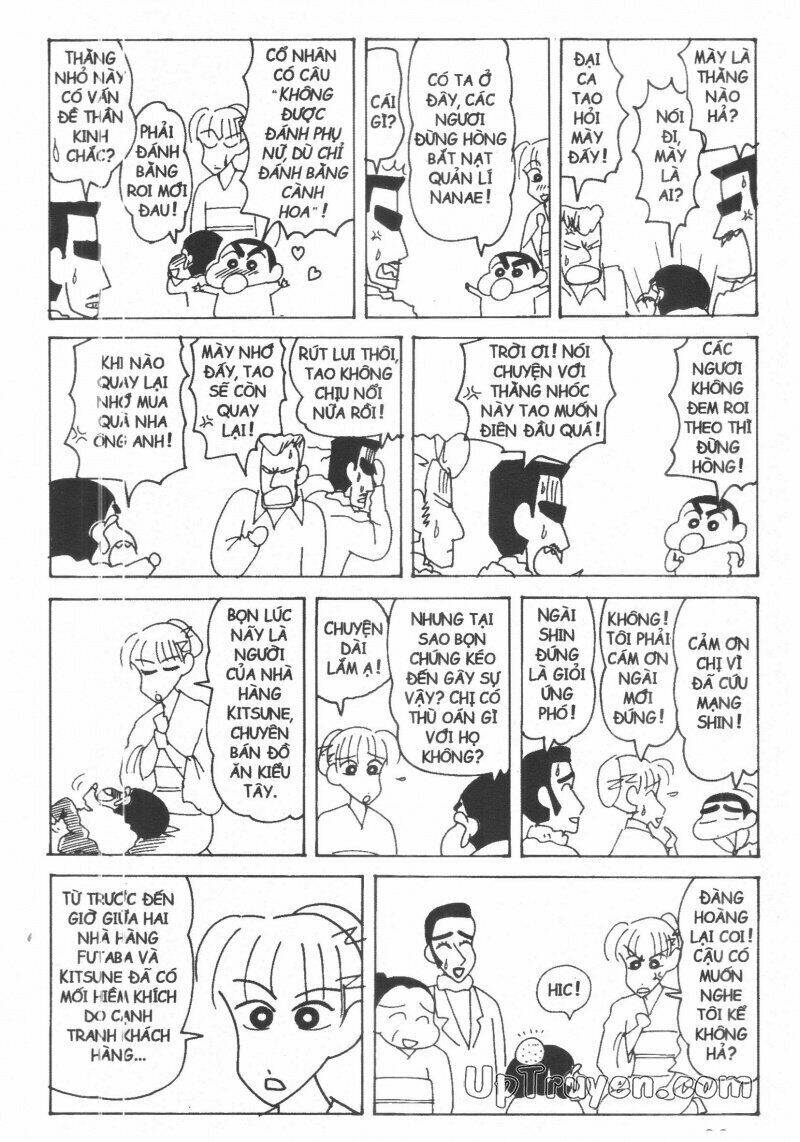 MÀY LÀ
THẰNG
NÀO
HẢ?
NÓI
ĐI,
MÀY
LÀ
AI?
ĐẠI
CA
TAO
HỎI
MÀY
ĐẤY!
CÓ TA Ở
ĐÂY, CÁC
NGƯƠI
ĐỪNG HÒNG
BẮT NẠT
QUẢN LÍ
NANAE!
CÁI
GÌ?
CỔ NHÂN
CÓ CÂU
"KHÔNG
ĐƯỢC
ĐÁNH PHỤ
NỮ, DÙ CHỈ
ĐÁNH BẰNG
CÀNH
HOA"!
PHẢI
ĐÁNH
BẰNG
ROI MỚI
ĐAU!
THẰNG
NHỎ NÀY
CÓ VẤN
ĐỀ THẦN
KINH
CHẮC?
CÁC
NGƯƠI
KHÔNG
ĐEM ROI
THEO THÌ
ĐỪNG
HÒNG!
TRỜI ƠI! NÓI
CHUYỆN VỚI
THẰNG NHÓC
NÀY TAO MUỐN
ĐIÊN ĐẦU QUÁ!
RÚT LUI THÔI,
TAO KHÔNG
CHỊU NỔI
NỮA RỒI!
MÀY NHỚ
ĐẤY, TAO
SẼ CÒN
QUAY
LẠI!
KHI NÀO
QUAY LẠI
NHỚ MUA
QUÀ NHA
ÔNG ANH!
CẢM ƠN
CHỊ VÌ
ĐÃ CỨU
MẠNG
SHIN!
KHÔNG!
TÔI PHẢI
CÁM ƠN
NGÀI
MỚI
ĐÚNG!
NGÀI
SHIN
ĐÚNG
LÀ GIỎI
ỨNG
PHÓ!
NHƯNG TẠI
SAO BỌN
CHÚNG KÉO
ĐẾN GÂY SỰ
VẬY? CHỊ CÓ
THÙ OÁN GÌ
VỚI HỌ
KHÔNG?
CHUYỆN
DÀI
LẮM Ạ!
BỌN LÚC
NÃY LÀ
NGƯỜI
CỦA NHÀ
HÀNG
KITSUNE,
CHUYÊN
BÁN ĐỒ
ĂN KIỂU
TÂY.
ĐÀNG
HOÀNG
LẠI COI!
CẬU CÓ
MUỐN
NGHE
TÔI KỂ
KHÔNG
HẢ?
HIC!
TỪ TRƯỚC ĐẾN
GIỜ GIỮA HAI
NHÀ HÀNG
FUTABA VÀ
KITSUNE ĐÃ CÓ
MỐI HIỀM KHÍCH
DO CẠNH
TRANH KHÁCH
HÀNG...
UpTruyen.com